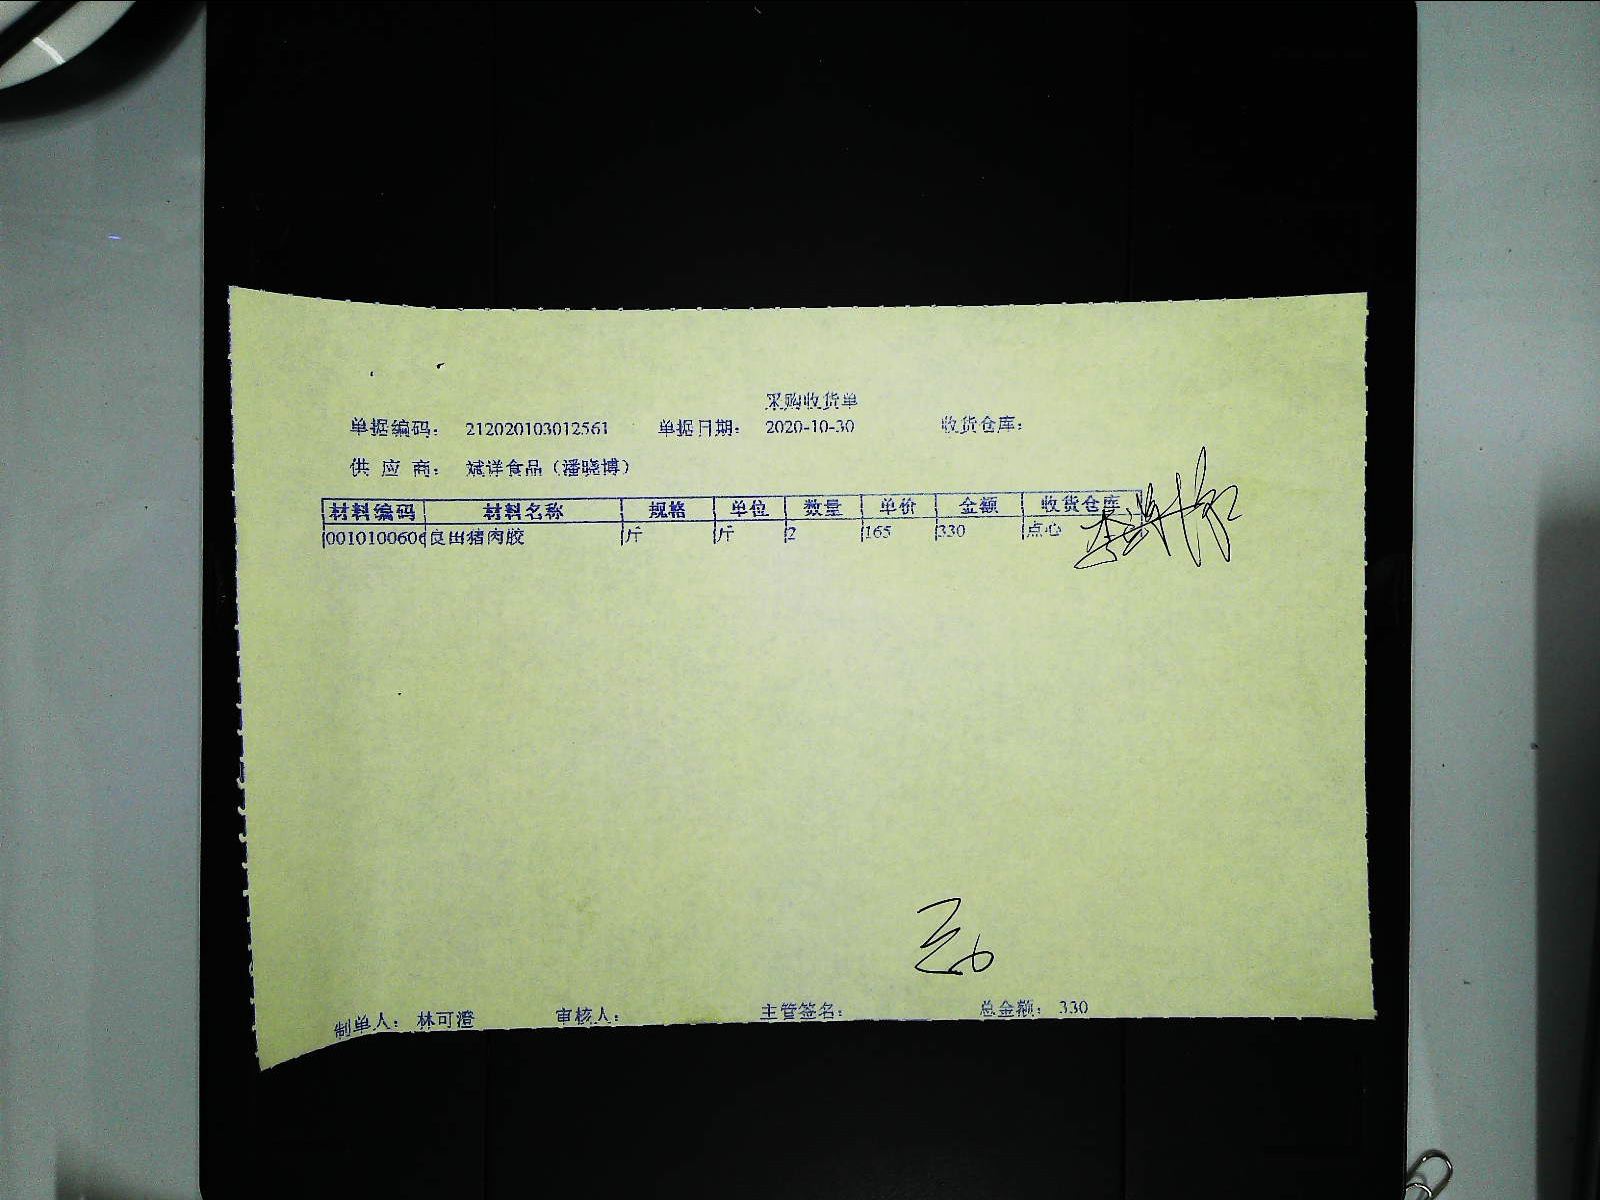 采购收货单
单据编码： 212020103012561 单据日期： 2020-10-30 收货仓库：
供 应 商： 斌洋食品（潘晓博）
材料编码 材料名称 规格 单位 数量 单价 金额 收货仓库
0010100606 良田猪肉胶 斤 斤 2 165 330 点心
制单人： 林可澄 审核人： 主管签名： 总金额： 330